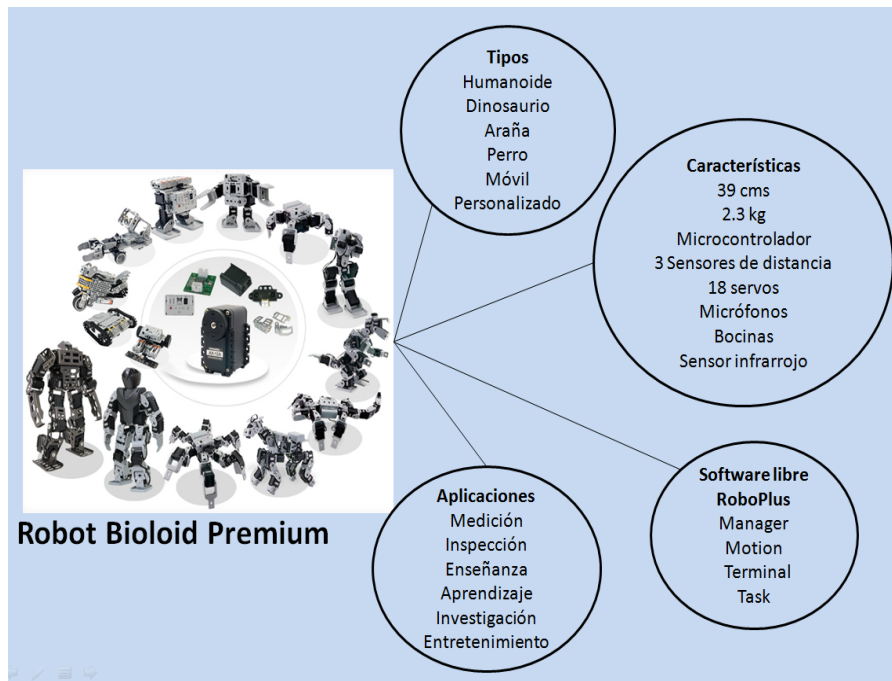 Tipos
Humanoide
Dinosaurio
Araña
Perro
Móvil
Personalizado
Característísticas
39 cms
2.3 kg
Microcontrolador
3 Sensores de distancia
18 servos
Micrófonos
Bocinas
Sensor infrarrojo
Robot Bioloid Premium
Aplicaciones
Medición
Inspección
Enseñanza
Aprendizaje
Investigación
Entretenimiento
Software libre
RoboPlus
Manager
Motion
Terminal
Task